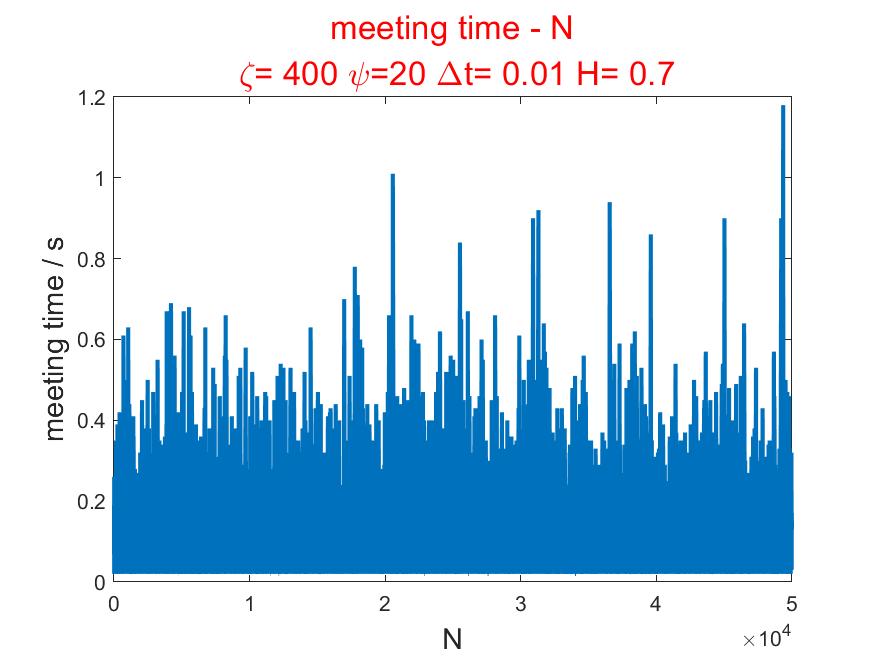 meeting time - N
ζ= 400 ψ=20 Δt= 0.01 H= 0.7
1.2
1
0.8
0.6
0.4
0.2
0
meeting time / s
0 1 2 3 4 5
×10⁴
N